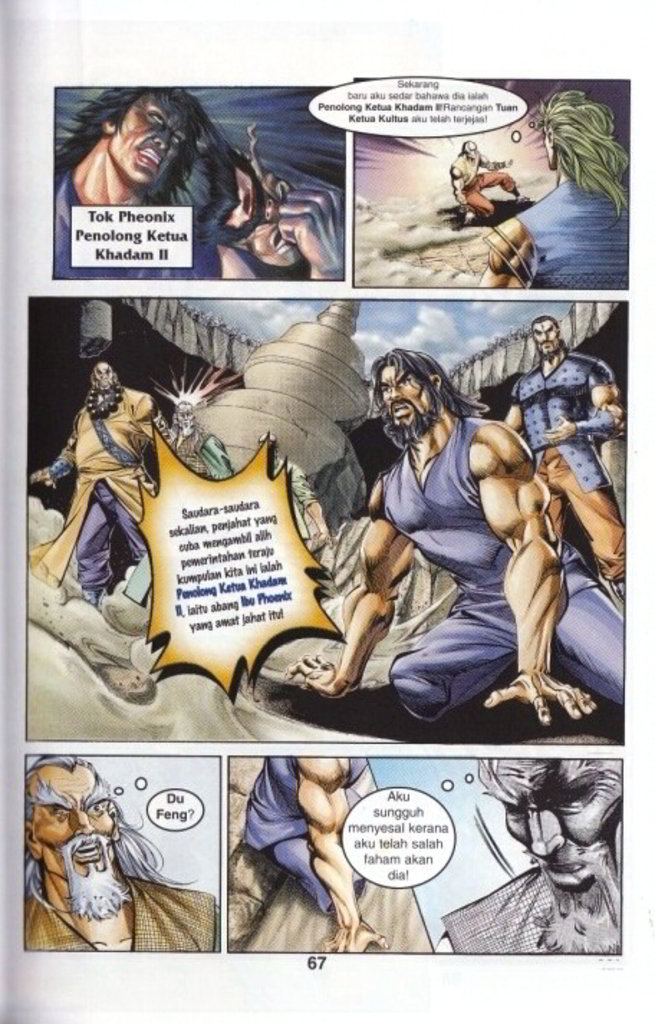 Tok Pheonix
Penolong Ketua
Khadam II
Sekarang
baru aku sedar bahawa dia ialah
Penolong Ketua Khadam II!Rancangan Tuan
Ketua Kultus aku telah terjejas!
Saudara-saudara
sekalian, penjahat yang
cuba mengambil alih
pemerintahan teraju
kumpulan kita ini ialah
Penolong Ketua Khadam
II, iaitu abang Ibu Phoenix
yang amat jahat itu!
Du
Feng?
Aku
sungguh
menyesal kerana
aku telah salah
faham akan
dia!
67